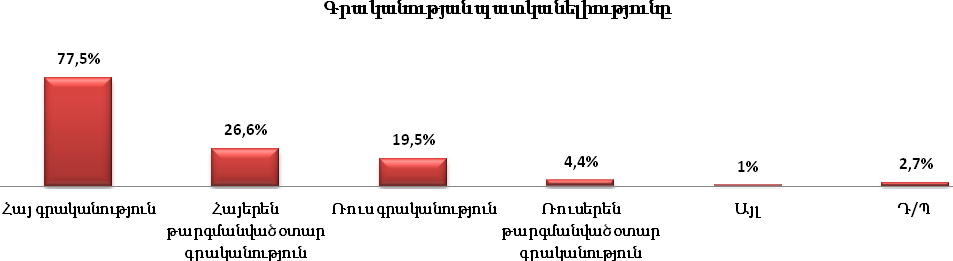 Գրականության պատկանելիությունը
77,5%
26,6%
19,5%
4,4%
1%
2,7%
Հայ գրականություն
Հայերեն
թարգմանված օտար
գրականություն
Ռուս գրականություն
Ռուսերեն
թարգմանված օտար
գրականություն
Այլ
Դ/Պ